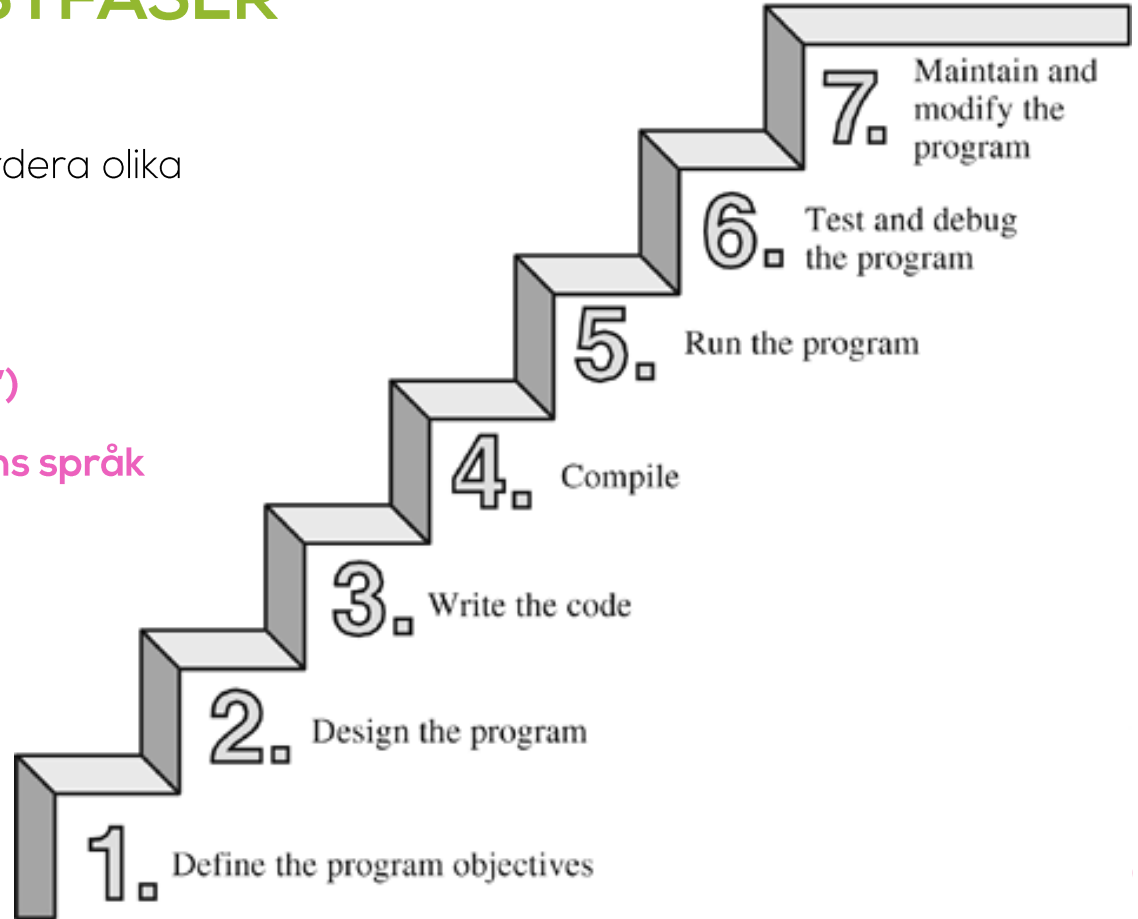 STFASER
dera olika
)
ns språk
7. Maintain and
modify the
program
6. Test and debug
the program
5. Run the program
4. Compile
3. Write the code
2. Design the program
1. Define the program objectives